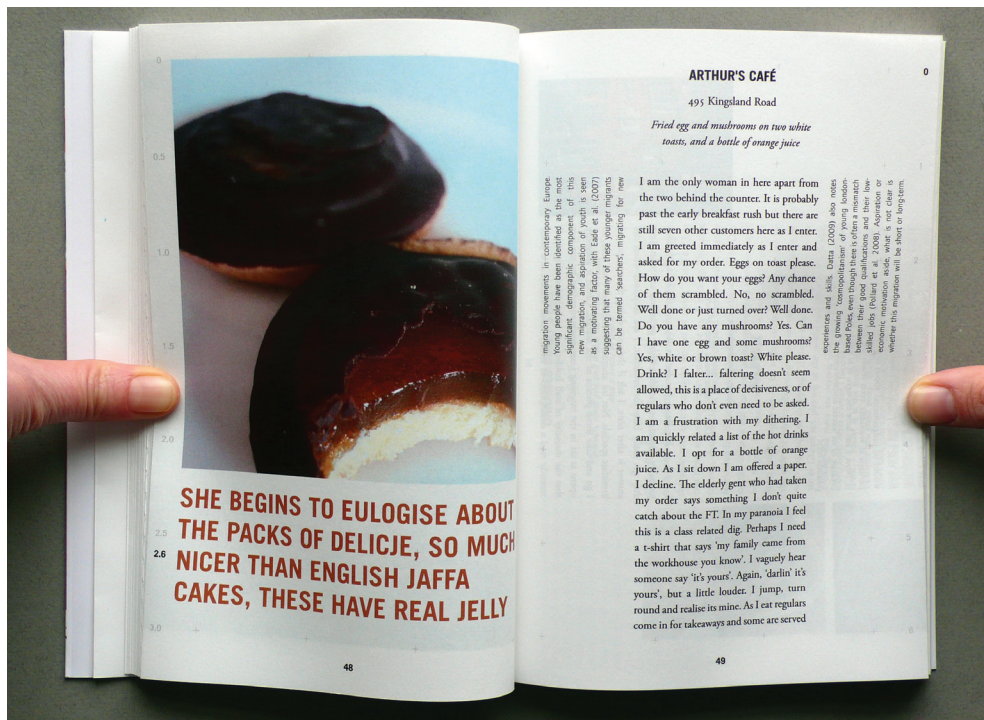 0
0.5
1.0
1.5
2.0
2.5
2.6
3.0
SHE BEGINS TO EULOGISE ABOUT
THE PACKS OF DELICJE, SO MUCH
NICER THAN ENGLISH JAFFA
CAKES, THESE HAVE REAL JELLY
48
0
ARTHUR'S CAFÉ
495 Kingsland Road
Fried egg and mushrooms on two white
toasts, and a bottle of orange juice
migration movements in contemporary Europe.
Young people have been identified as the most
significant demographic component of this
new migration, and aspiration of youth is seen
as a motivating factor, with Eade et al. (2007)
suggesting that many of these younger migrants
can be termed 'searchers', migrating for new
I am the only woman in here apart from
the two behind the counter. It is probably
past the early breakfast rush but there are
still seven other customers here as I enter.
I am greeted immediately as I enter and
asked for my order. Eggs on toast please.
How do you want your eggs? Any chance
of them scrambled. No, no scrambled.
Well done or just turned over? Well done.
Do you have any mushrooms? Yes. Can
I have one egg and some mushrooms?
Yes, white or brown toast? White please.
Drink? I falter... faltering doesn't seem
allowed, this is a place of decisiveness, or of
regulars who don't even need to be asked.
I am a frustration with my dithering. I
am quickly related a list of the hot drinks
available. I opt for a bottle of orange
juice. As I sit down I am offered a paper.
I decline. The elderly gent who had taken
my order says something I don't quite
catch about the FT. In my paranoia I feel
this is a class related dig. Perhaps I need
a t-shirt that says 'my family came from
the workhouse you know'. I vaguely hear
someone say 'it's yours'. Again, 'darlin' it's
yours', but a little louder. I jump, turn
round and realise its mine. As I eat regulars
come in for takeaways and some are served
experiences and skills. Datta (2009) also notes
the growing 'cosmopolitanism' of young london-
based Poles, even though there is often a mismatch
between their good qualifications and their low-
skilled jobs (Pollard et al. 2008). Aspiration or
economic motivation aside, what is not clear is
whether this migration will be short or long-term.
49